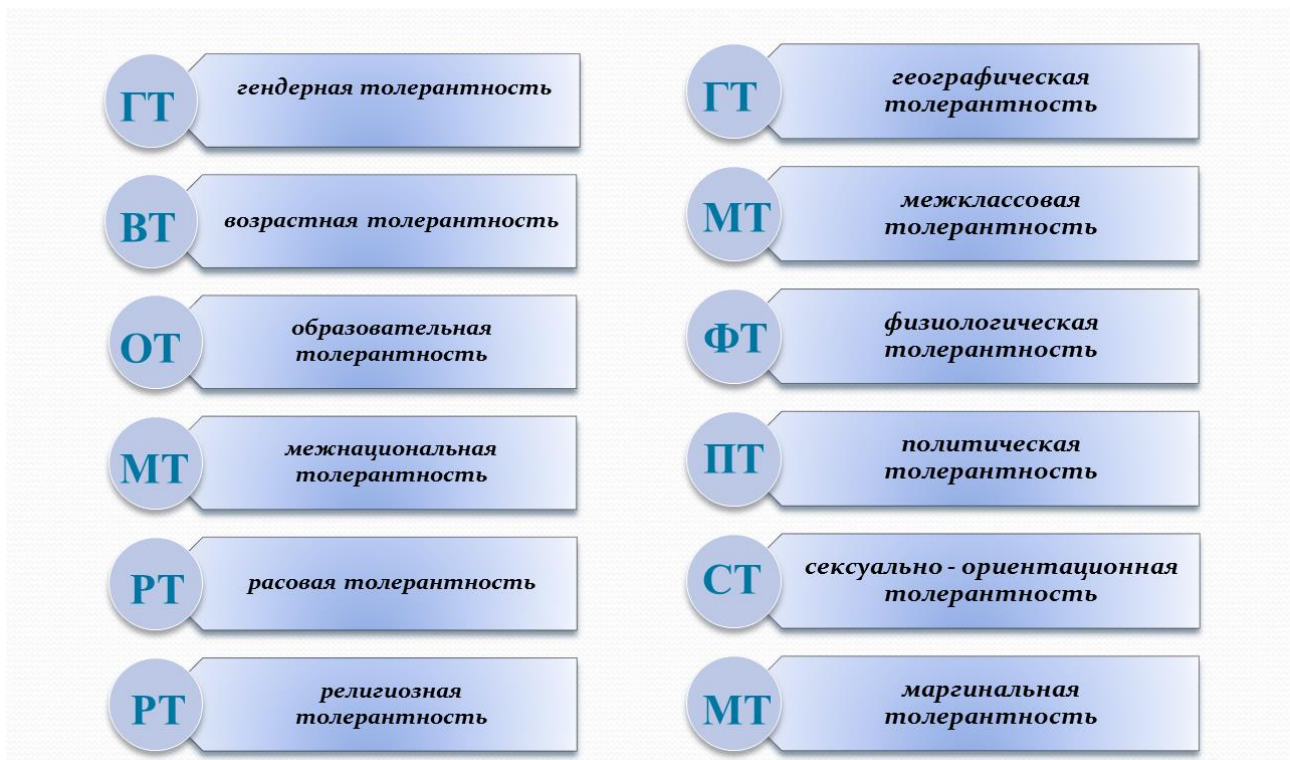 ГТ
гендерная толерантность
ВТ
возрастная толерантность
ОТ
образовательная
толерантность
МТ
межнациональная
толерантность
РТ
расовая толерантность
РТ
религиозная
толерантность
ГТ
географическая
толерантность
МТ
межклассовая
толерантность
ФТ
физиологическая
толерантность
ПТ
политическая
толерантность
СТ
сексуально - ориентационная
толерантность
МТ
маргинальная
толерантность